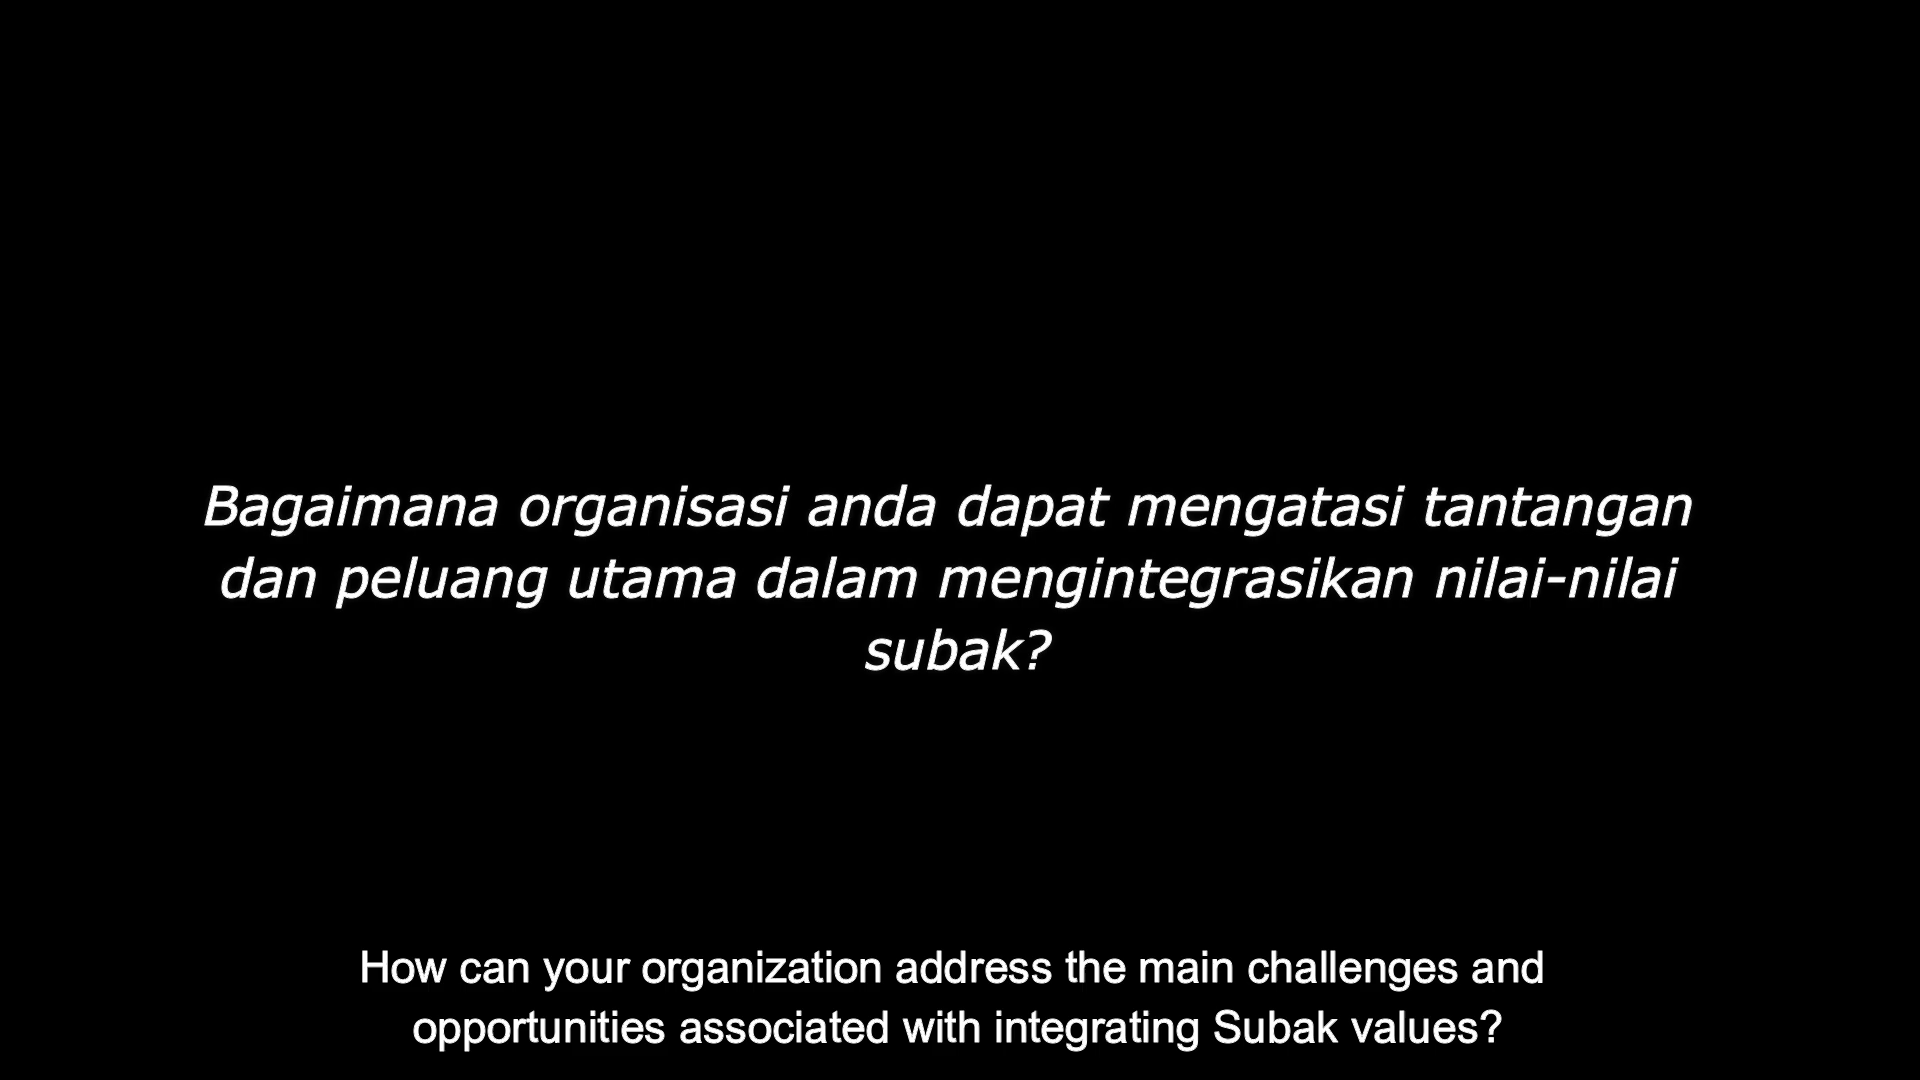 Bagaimana organisasi anda dapat mengatasi tantangan
dan peluang utama dalam mengintegrasikan nilai-nilai
subak?
How can your organization address the main challenges and
opportunities associated with integrating Subak values?